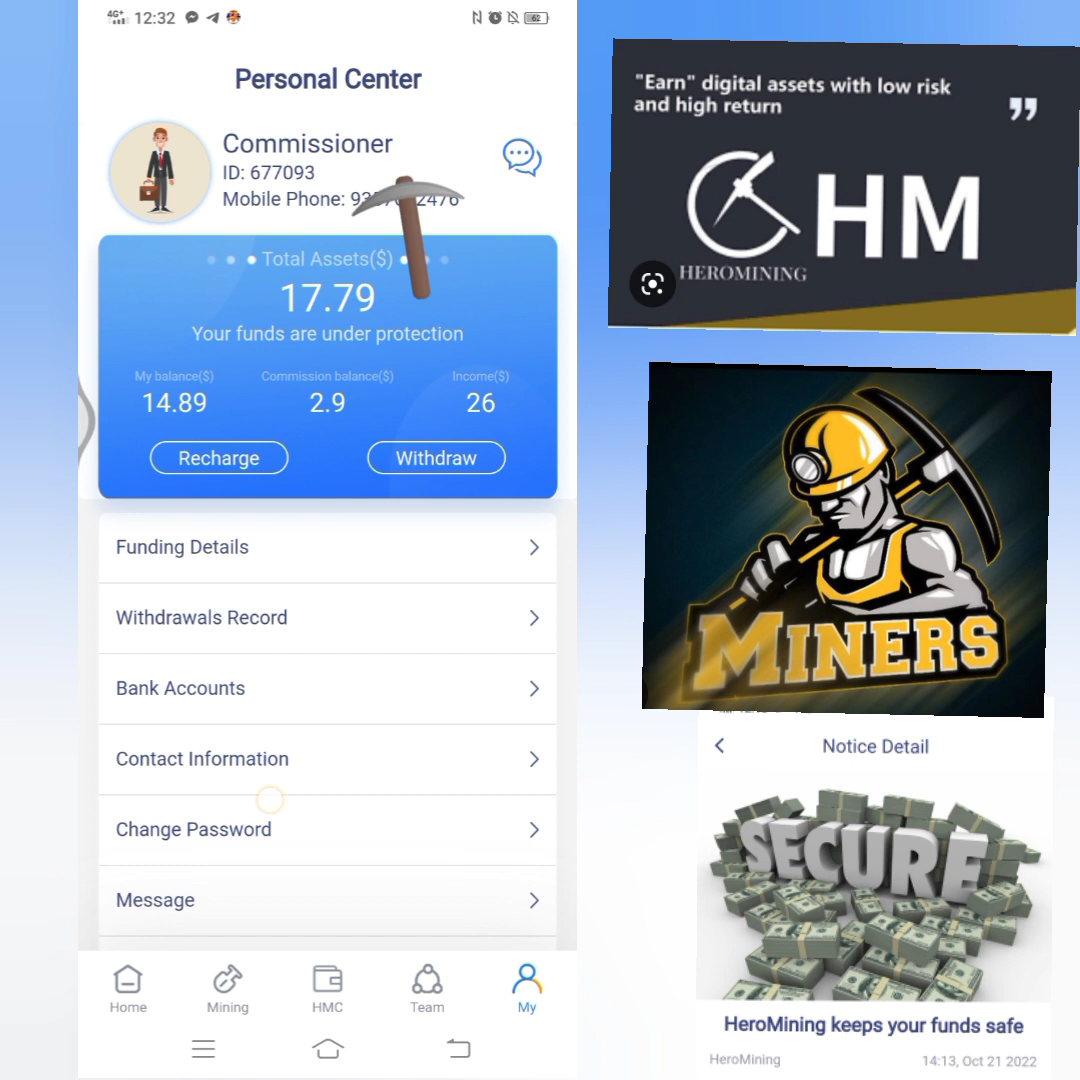 4G+ 12:32 62
Personal Center
Commissioner
ID: 677093
Mobile Phone:
Total Assets($)
17.79
Your funds are under protection
My balance($) Commission balance($) Income($)
14.89 2.9 26
Recharge Withdraw
Funding Details
Withdrawals Record
Bank Accounts
Contact Information
Change Password
Message
Home Mining HMC Team My
"Earn" digital assets with low risk
and high return
HM
HEROMINING
MINERS
Notice Detail
SECURE
HeroMining keeps your funds safe
HeroMining 14:13, Oct 21 2022